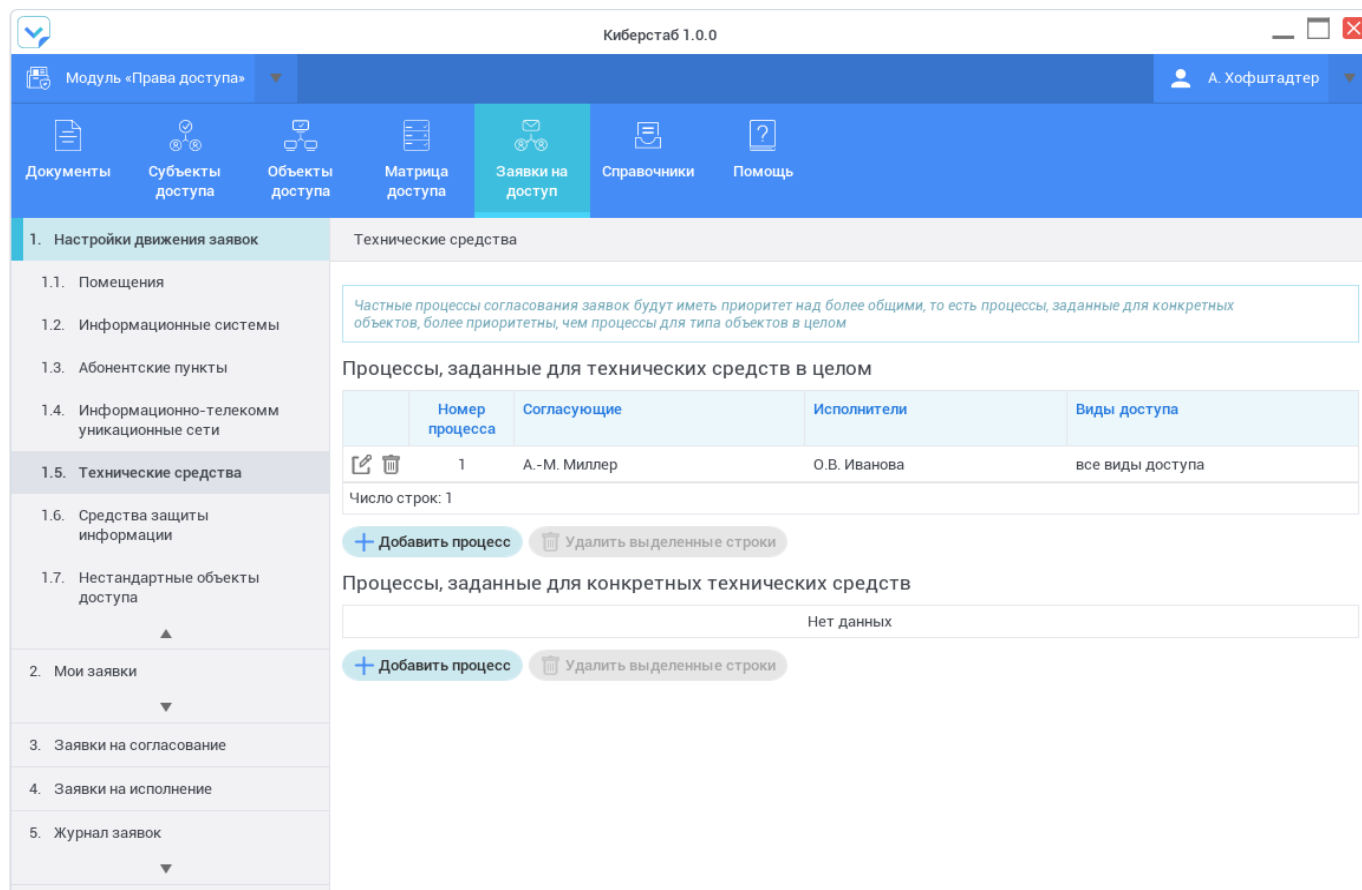 Киберстаб 1.0.0
Модуль «Права доступа»
А. Хофштадтер
Документы
Субъекты
доступа
Объекты
доступа
Матрица
доступа
Заявки на
доступ
Справочники
Помощь
1. Настройки движения заявок
1.1. Помещения
1.2. Информационные системы
1.3. Абонентские пункты
1.4. Информационно-телекомм
уникационные сети
1.5. Технические средства
1.6. Средства защиты
информации
1.7. Нестандартные объекты
доступа
2. Мои заявки
3. Заявки на согласование
4. Заявки на исполнение
5. Журнал заявок
Технические средства
Частные процессы согласования заявок будут иметь приоритет над более общими, то есть процессы, заданные для конкретных
объектов, более приоритетны, чем процессы для типа объектов в целом
Процессы, заданные для технических средств в целом
Номер
процесса
Согласующие
Исполнители
Виды доступа
1 А.-М. Миллер О.В. Иванова все виды доступа
Число строк: 1
Добавить процесс
Удалить выделенные строки
Процессы, заданные для конкретных технических средств
Нет данных
Добавить процесс
Удалить выделенные строки